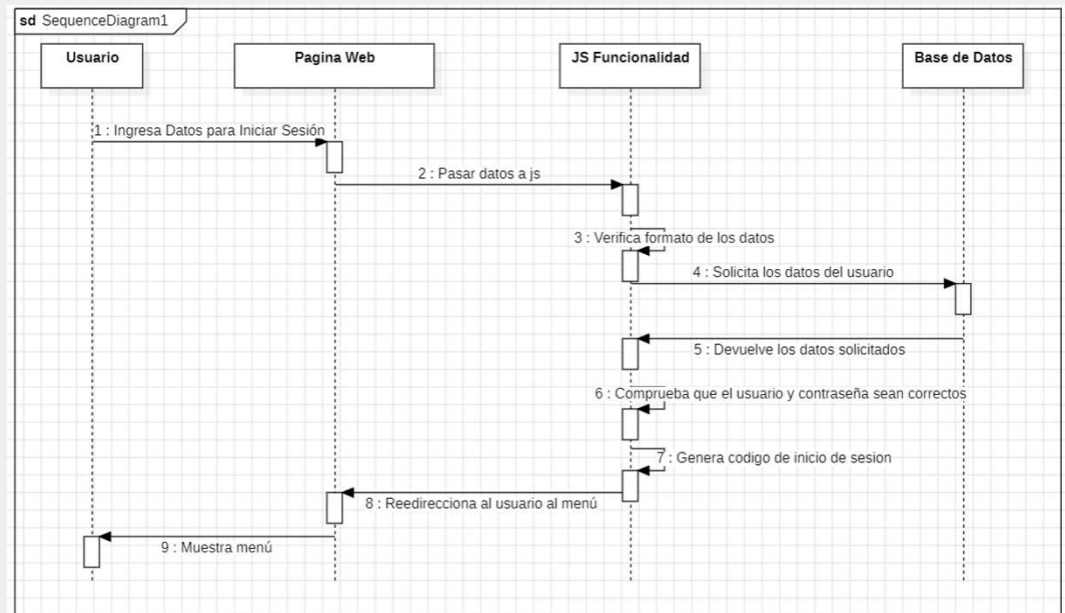 sd SequenceDiagram1
Usuario
Pagina Web
JS Funcionalidad
Base de Datos
1 : Ingresa Datos para Iniciar Sesión
2 : Pasar datos a js
3 : Verifica formato de los datos
4 : Solicita los datos del usuario
5 : Devuelve los datos solicitados
6 : Comprueba que el usuario y contraseña sean correctos
7 : Genera codigo de inicio de sesion
8 : Reedirecciona al usuario al menú
9 : Muestra menú